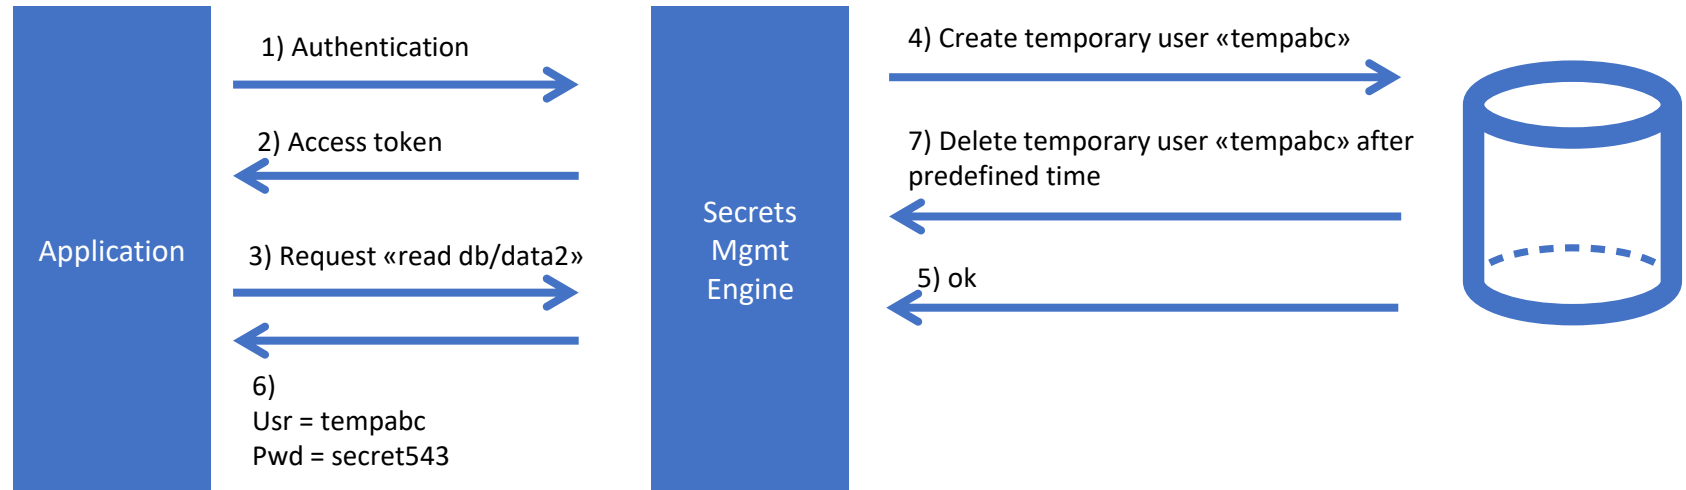 Application
1) Authentication
2) Access token
3) Request «read db/data2»
6)
Usr = tempabc
Pwd = secret543
Secrets
Mgmt
Engine
4) Create temporary user «tempabc»
7) Delete temporary user «tempabc» after
predefined time
5) ok